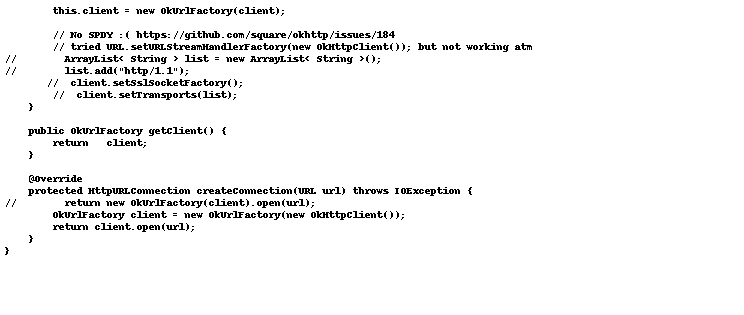 this.client = new OkUrlFactory(client);

        // No SPDY :( https://github.com/square/okhttp/issues/184
        // tried URL.setURLStreamHandlerFactory(new OkHttpClient()); but not working atm
//        ArrayList< String > list = new ArrayList< String >();
//        list.add("http/1.1");
       //  client.setSslSocketFactory();
        //  client.setTransports(list);
    }

    public OkUrlFactory getClient() {
        return   client;
    }

    @Override
    protected HttpURLConnection createConnection(URL url) throws IOException {
//        return new OkUrlFactory(client).open(url);
        OkUrlFactory client = new OkUrlFactory(new OkHttpClient());
        return client.open(url);
    }
}